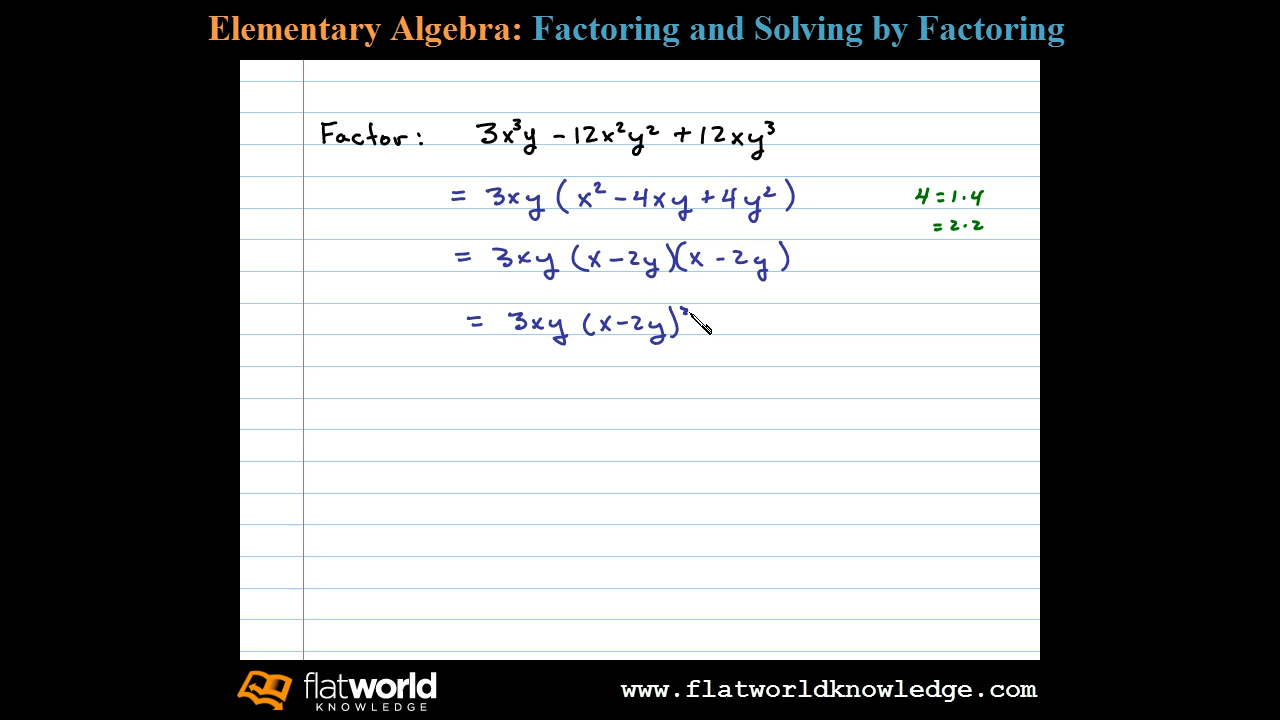 Elementary Algebra: Factoring and Solving by Factoring
Factor: 3x³y - 12x²y² + 12xy³
= 3xy (x² - 4xy + 4y²)
4 = 1·4
= 2·2
= 3xy (x - 2y)(x - 2y)
= 3xy (x - 2y)²
flatworld
KNOWLEDGE
www.flatworldknowledge.com